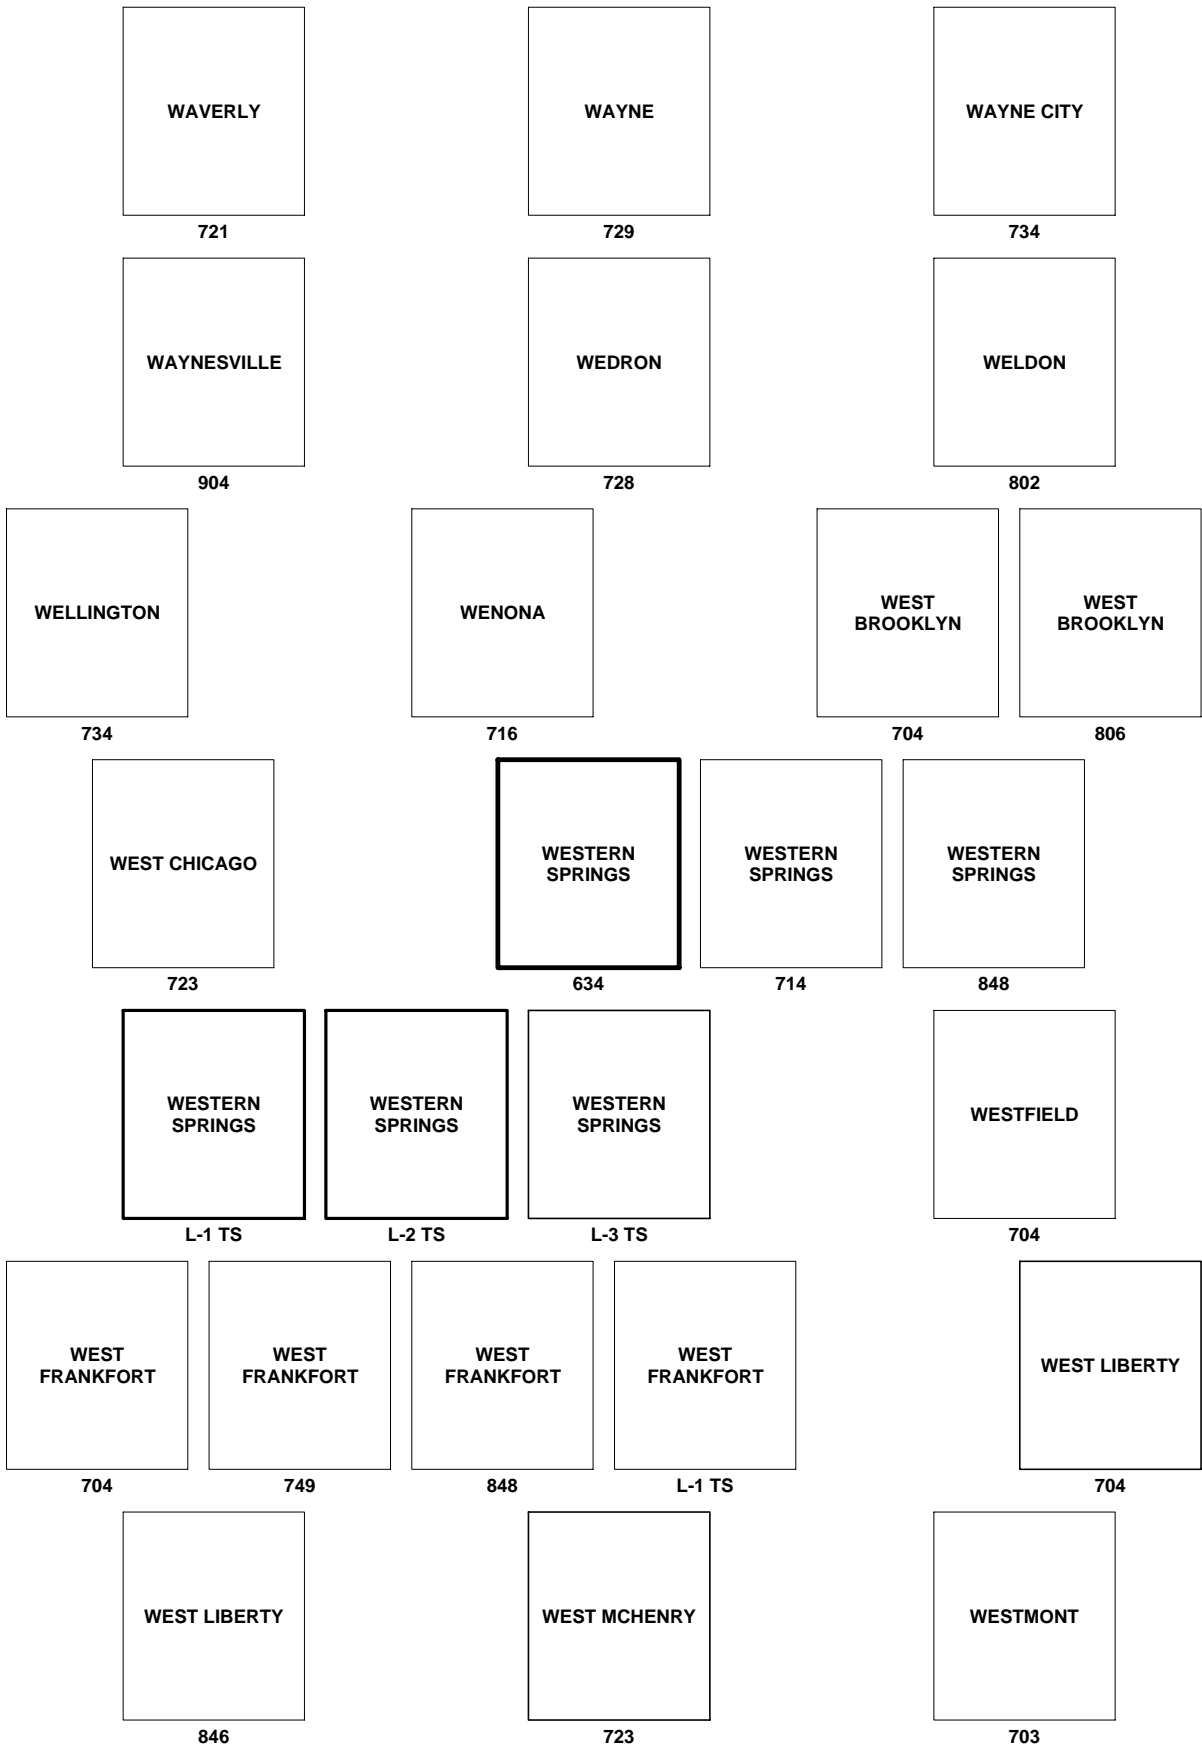 WAVERLY
WAYNE
WAYNE CITY
721
729
734
WAYNESVILLE
WEDRON
WELDON
904
728
802
WELLINGTON
WENONA
WEST
BROOKLYN
WEST
BROOKLYN
734
716
704
806
WEST CHICAGO
WESTERN
SPRINGS
WESTERN
SPRINGS
WESTERN
SPRINGS
723
634
714
848
WESTERN
SPRINGS
WESTERN
SPRINGS
WESTERN
SPRINGS
WESTFIELD
L-1 TS
L-2 TS
L-3 TS
704
WEST
FRANKFORT
WEST
FRANKFORT
WEST
FRANKFORT
WEST
FRANKFORT
WEST LIBERTY
704
749
848
L-1 TS
704
WEST LIBERTY
WEST MCHENRY
WESTMONT
846
723
703